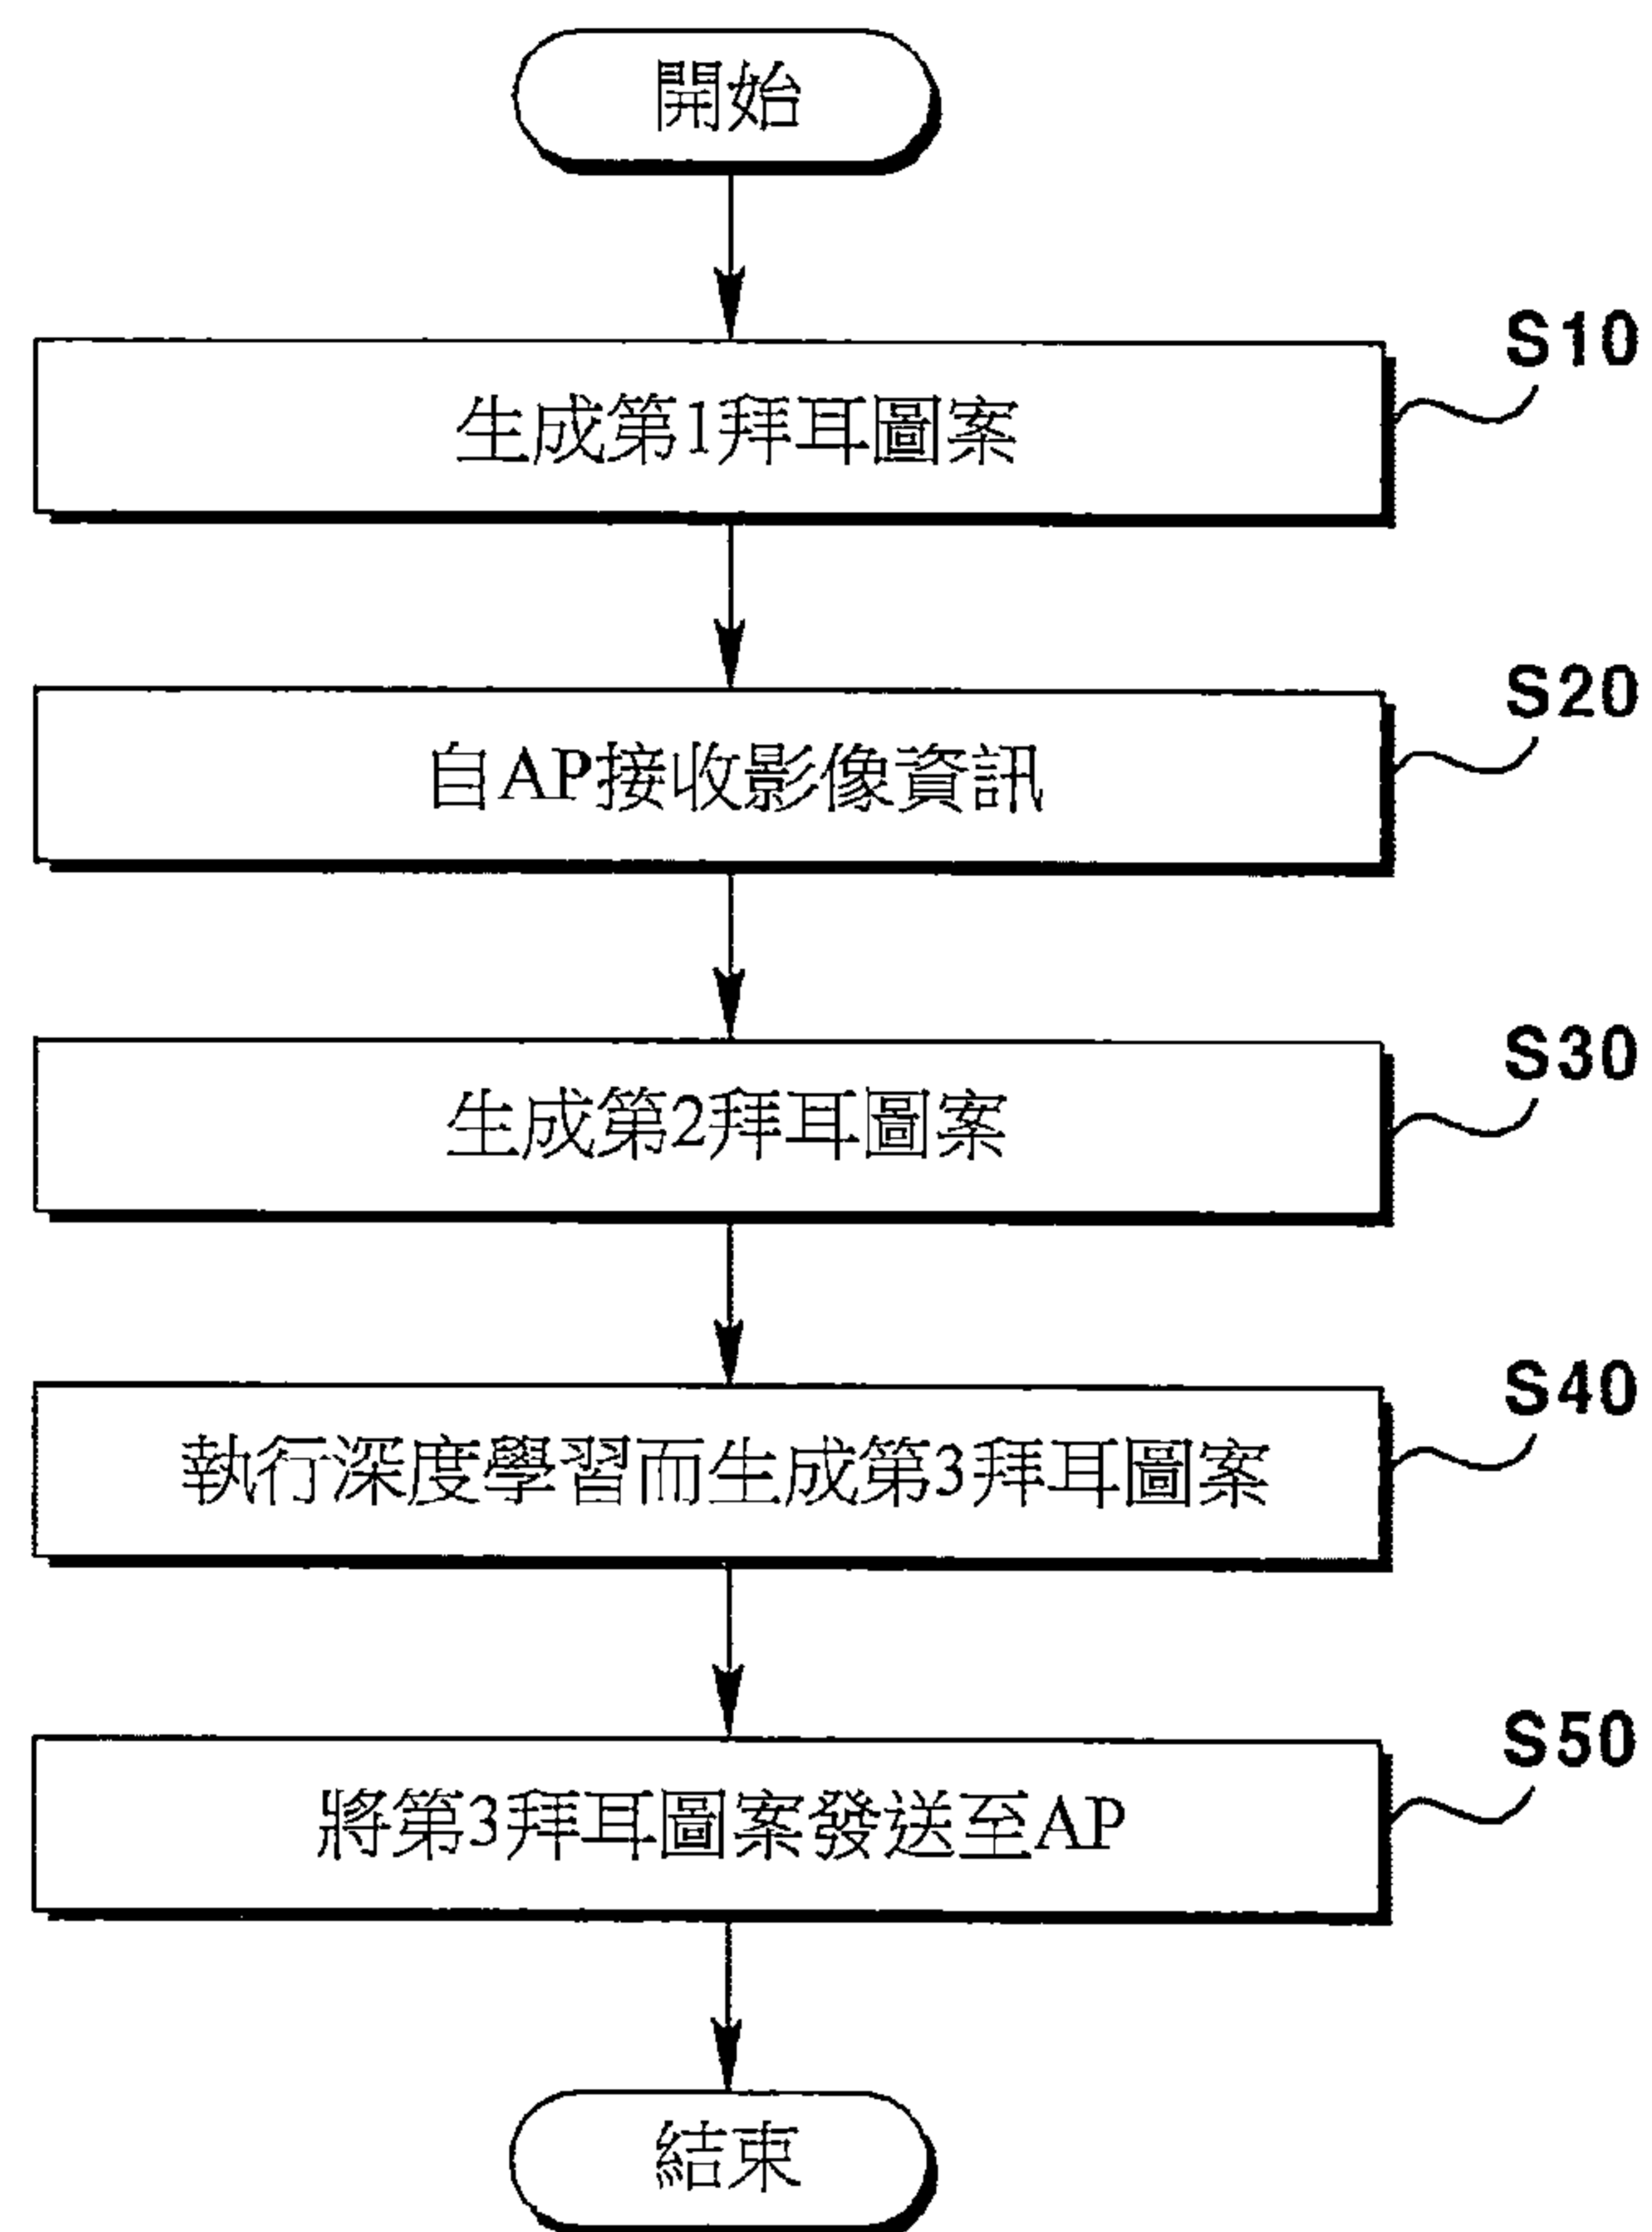 開始
S10
生成第1拜耳圖案
S20
自AP接收影像資訊
S30
生成第2拜耳圖案
S40
執行深度學習而生成第3拜耳圖案
S50
將第3拜耳圖案發送至AP
結束